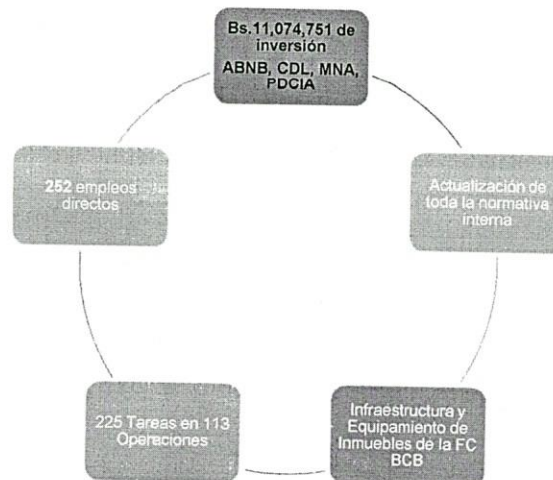 Bs.11,074,751 de
inversión
ABNB, CDL, MNA,
PDCIA
252 empleos
directos
Actualización de
toda la normativa
interna
225 Tareas en 113
Operaciones
Infraestructura y
Equipamiento de
Inmuebles de la FC
BCB